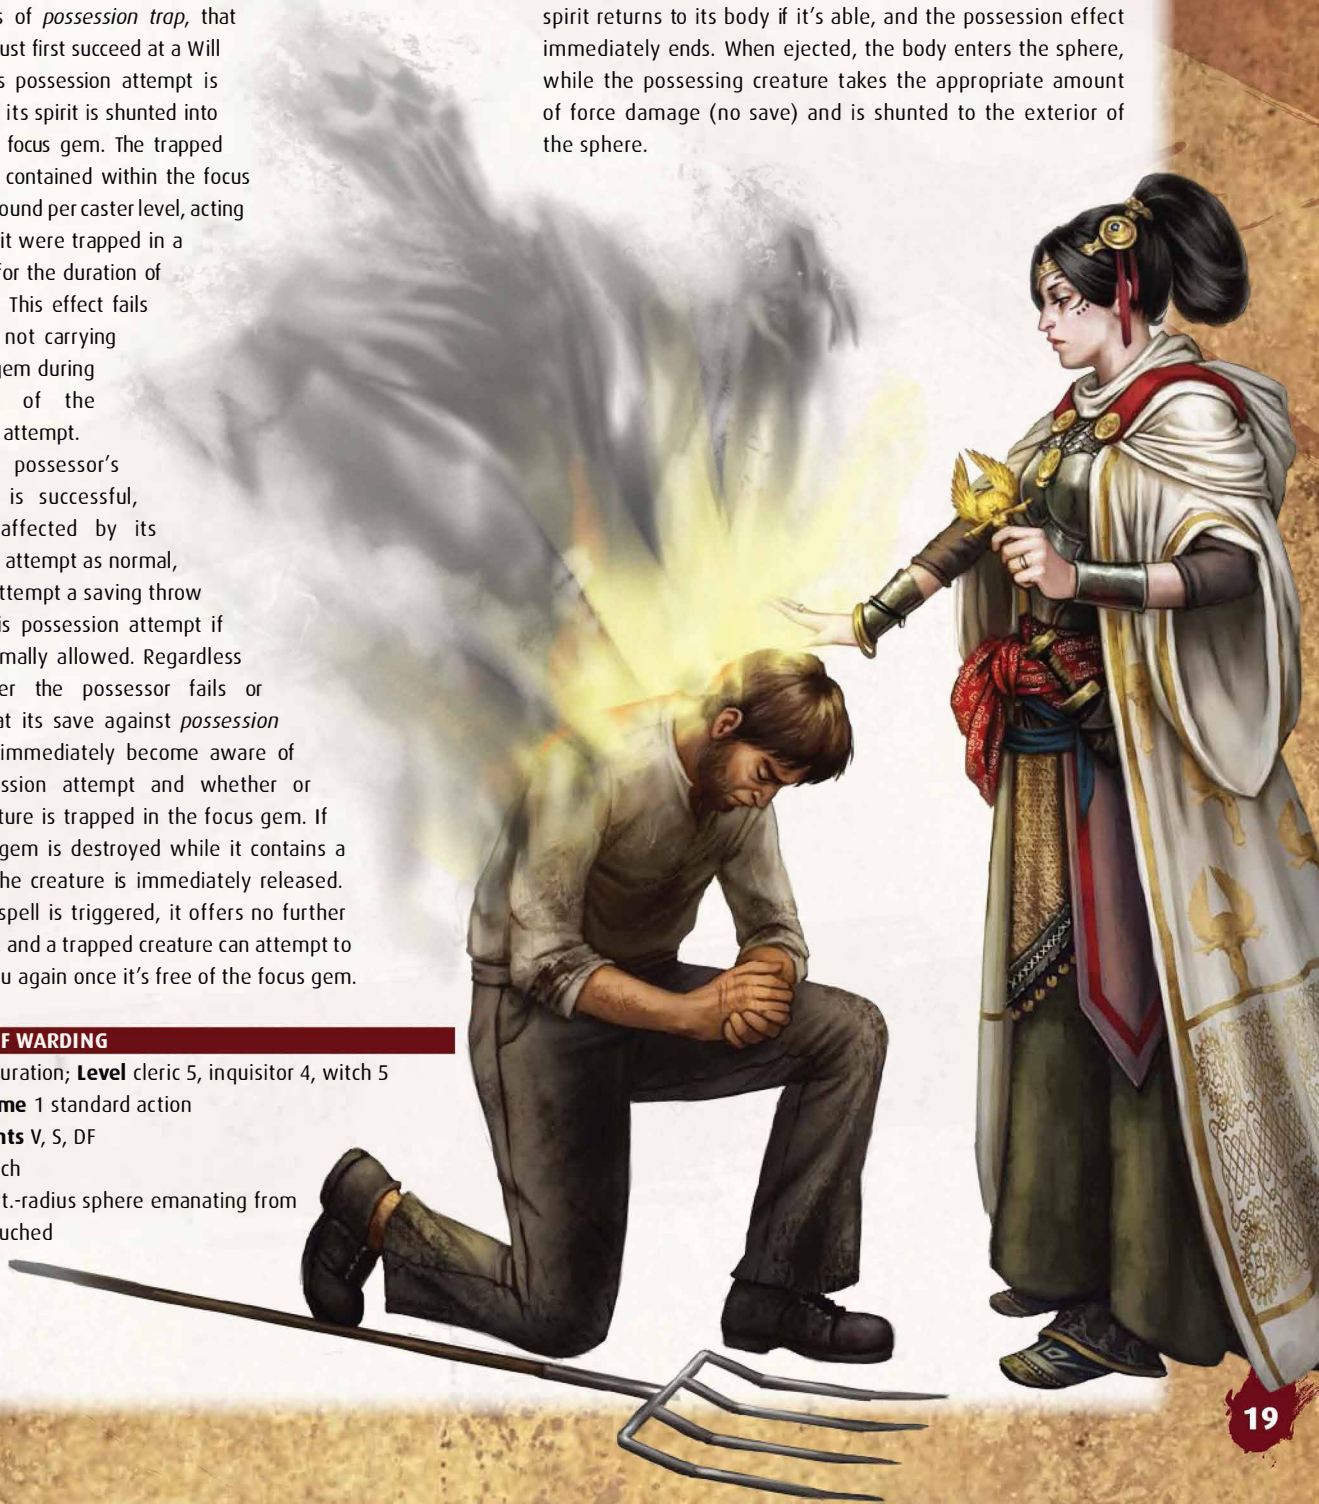 s of possession trap, that
ust first succeed at a Will
s possession attempt is
its spirit is shunted into
focus gem. The trapped
contained within the focus
ound per caster level, acting
it were trapped in a
for the duration of
This effect fails
not carrying
gem during
of the
attempt.
possessor's
is successful,
affected by its
attempt as normal,
ttempt a saving throw
is possession attempt if
mally allowed. Regardless
er the possessor fails or
at its save against possession
immediately become aware of
ssion attempt and whether or
ture is trapped in the focus gem. If
gem is destroyed while it contains a
he creature is immediately released.
spell is triggered, it offers no further
and a trapped creature can attempt to
u again once it's free of the focus gem.
F WARDING
uration; Level cleric 5, inquisitor 4, witch 5
me 1 standard action
nts V, S, DF
ch
t.-radius sphere emanating from
uched
spirit returns to its body if it's able, and the possession effect
immediately ends. When ejected, the body enters the sphere,
while the possessing creature takes the appropriate amount
of force damage (no save) and is shunted to the exterior of
the sphere.
19